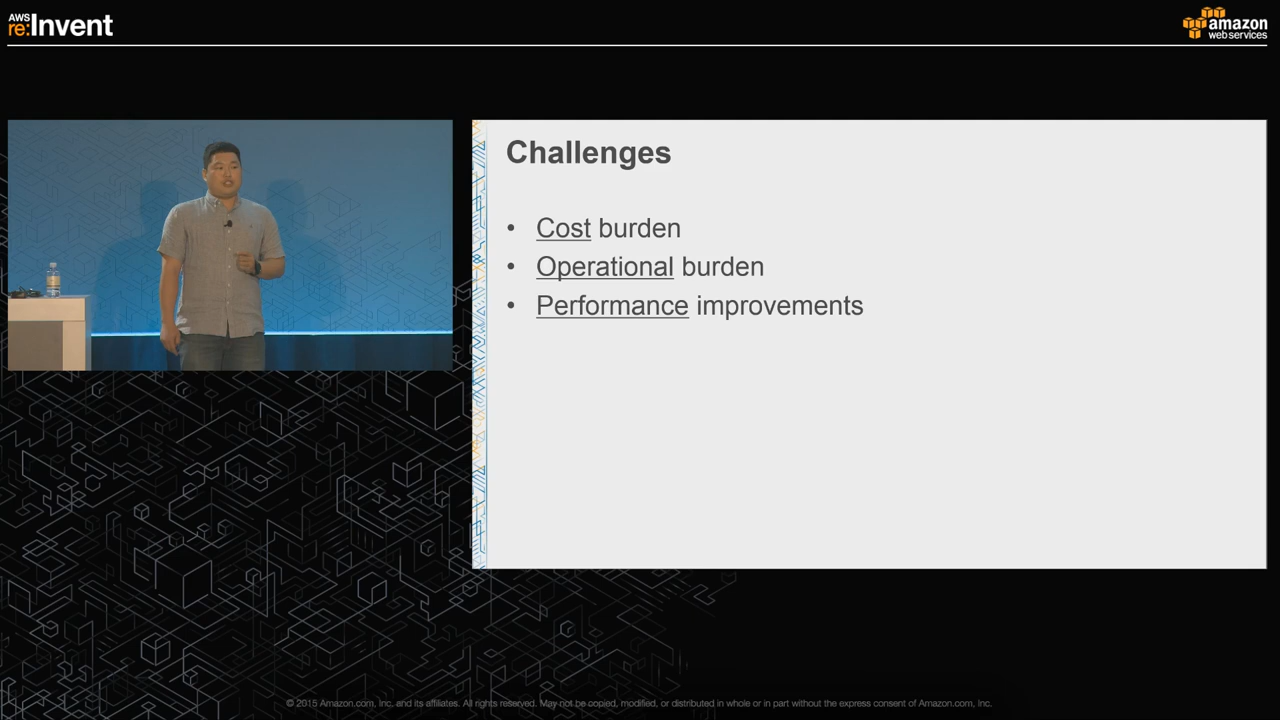 AWS
re:Invent
amazon
webservices
Challenges
• Cost burden
• Operational burden
• Performance improvements
© 2015 Amazon.com, Inc. and its affiliates. All rights reserved. May not be copied, modified, or distributed in whole or in part without the express consent of Amazon.com, Inc.